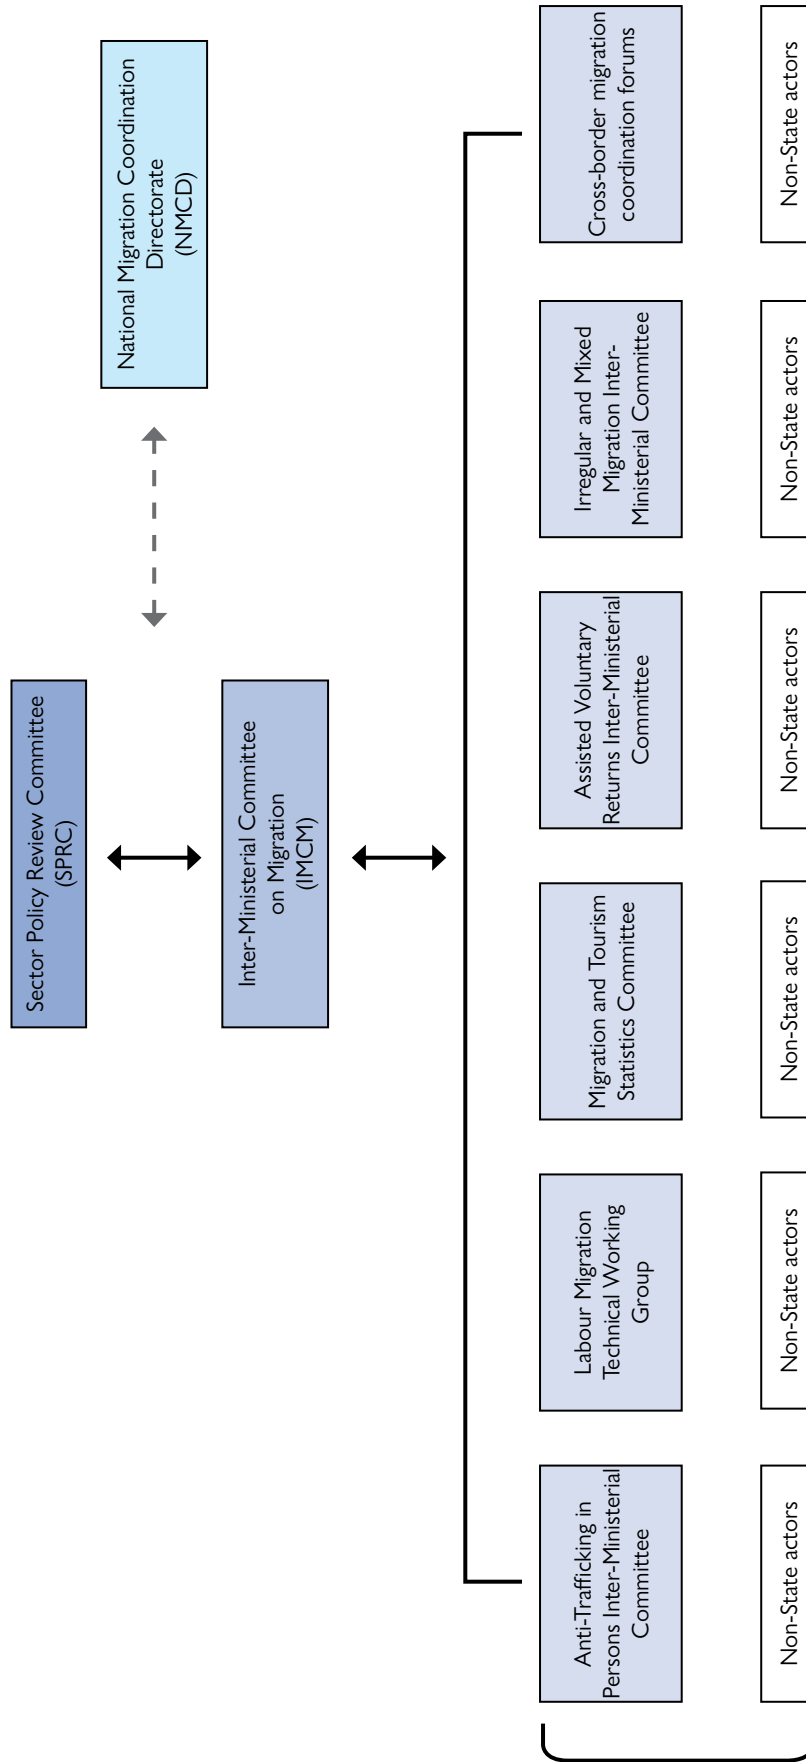 Sector Policy Review Committee
(SPRC)
National Migration Coordination
Directorate
(NMCD)
Inter-Ministerial Committee
on Migration
(IMCM)
Anti-Trafficking in
Persons Inter-Ministerial
Committee
Labour Migration
Technical Working
Group
Migration and Tourism
Statistics Committee
Assisted Voluntary
Returns Inter-Ministerial
Committee
Irregular and Mixed
Migration Inter-
Ministerial Committee
Cross-border migration
coordination forums
Non-State actors
Non-State actors
Non-State actors
Non-State actors
Non-State actors
Non-State actors